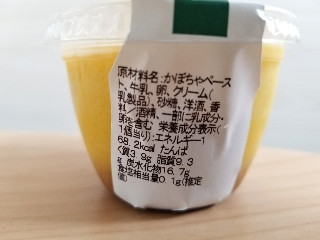 原材料名:かぼちゃペース
ト、牛乳、卵、クリーム(
乳製品)、砂糖、洋酒、香
料/酒精、一部に乳成分・
卵を含む 栄養成分表示(
1個当り):エネルギー1
68.2kcal たんぱ
く質3.9g 脂質9.3
g 炭水化物16.7g
食塩相当量0.1g(推定
値)